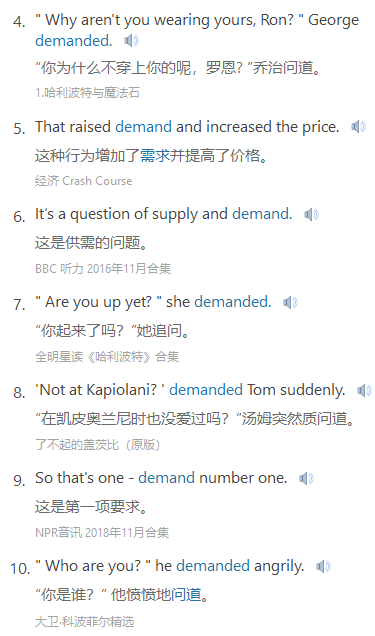 4. " Why aren't you wearing yours, Ron? " George
demanded.
“你为什么不穿上你的呢，罗恩? ”乔治问道。
1.哈利波特与魔法石
5. That raised demand and increased the price.
这种行为增加了需求并提高了价格。
经济 Crash Course
6. It’s a question of supply and demand.
这是供需的问题。
BBC 听力 2016年11月合集
7. " Are you up yet? " she demanded.
“你起来了吗？”她追问。
全明星读《哈利波特》合集
8. 'Not at Kapiolani? ' demanded Tom suddenly.
“在凯皮奥兰尼时也没爱过吗？”汤姆突然质问道。
了不起的盖茨比（原版）
9. So that's one - demand number one.
这是第一项要求。
NPR音讯 2018年11月合集
10. " Who are you? " he demanded angrily.
“你是谁？” 他愤愤地问道。
大卫·科波菲尔精选